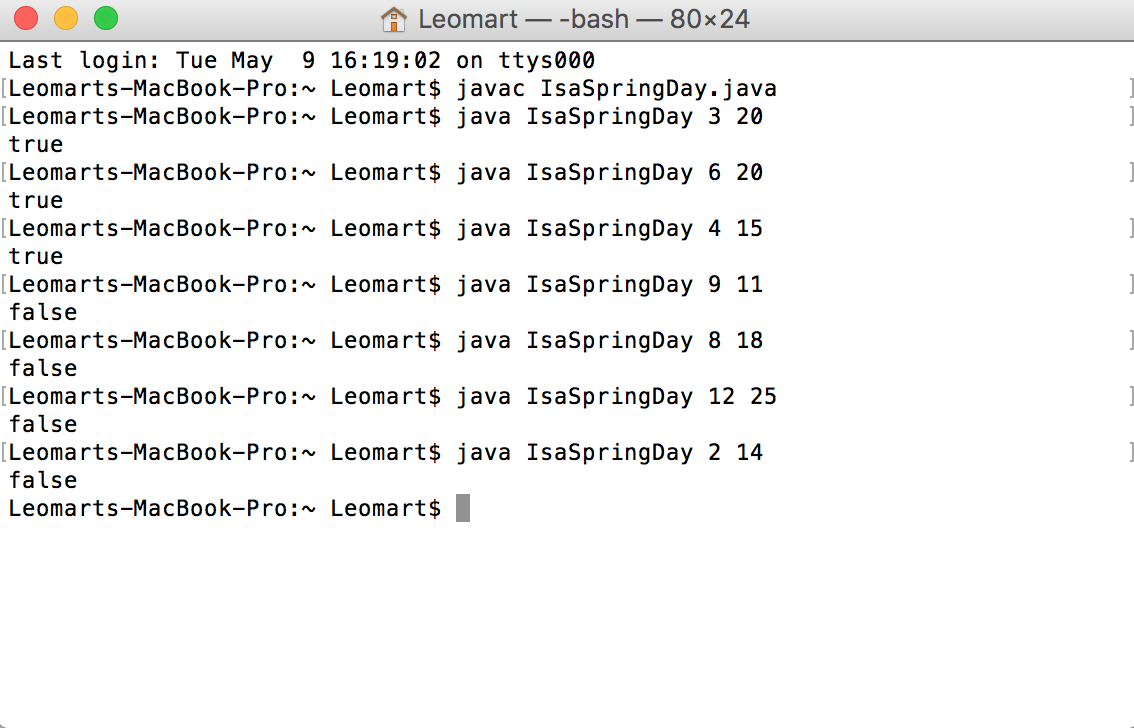 Leomart — -bash — 80×24
Last login: Tue May  9 16:19:02 on ttys000
[Leomarts-MacBook-Pro:~ Leomart$ javac IsaSpringDay.java ]
[Leomarts-MacBook-Pro:~ Leomart$ java IsaSpringDay 3 20 ]
true
[Leomarts-MacBook-Pro:~ Leomart$ java IsaSpringDay 6 20 ]
true
[Leomarts-MacBook-Pro:~ Leomart$ java IsaSpringDay 4 15 ]
true
[Leomarts-MacBook-Pro:~ Leomart$ java IsaSpringDay 9 11 ]
false
[Leomarts-MacBook-Pro:~ Leomart$ java IsaSpringDay 8 18 ]
false
[Leomarts-MacBook-Pro:~ Leomart$ java IsaSpringDay 12 25 ]
false
[Leomarts-MacBook-Pro:~ Leomart$ java IsaSpringDay 2 14 ]
false
Leomarts-MacBook-Pro:~ Leomart$